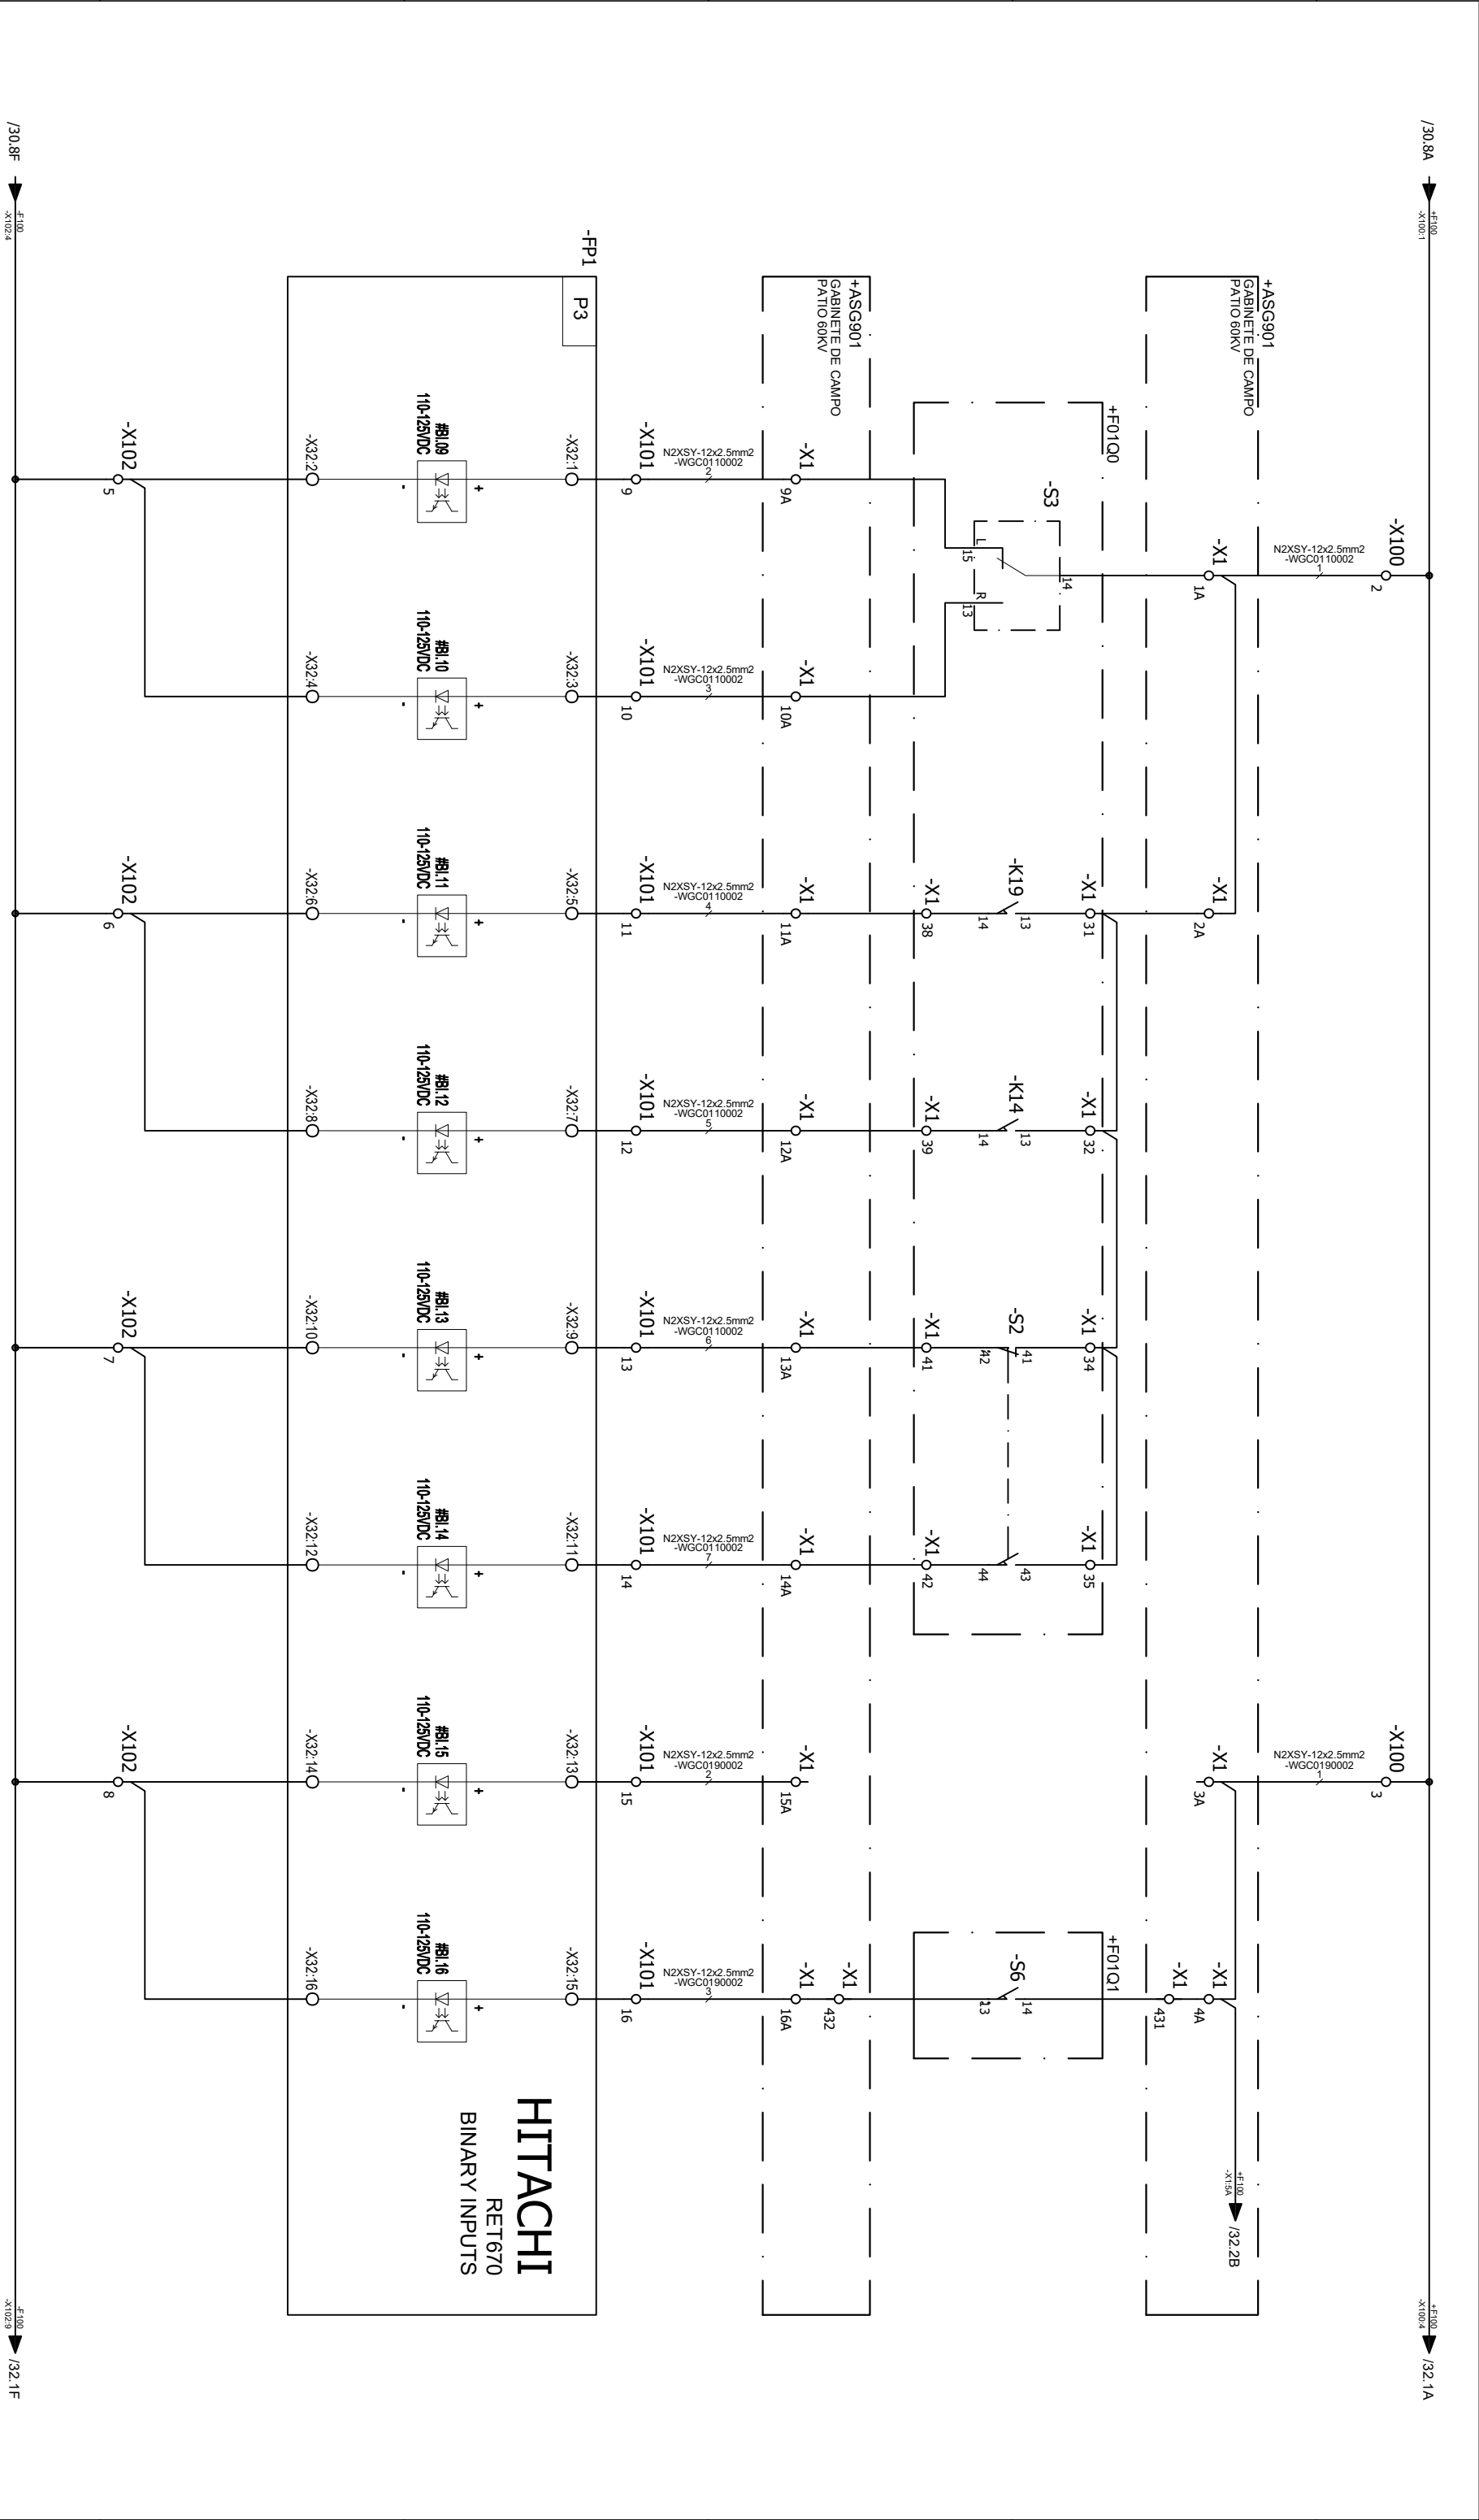 /30.8A
+F100
-X100:1
+F100
-X100:4
/32.1A
-X100
2
-X100
3
N2XSY-12x2.5mm2
-WGC0110002
1
N2XSY-12x2.5mm2
-WGC0190002
1
+ASG901
GABINETE DE CAMPO
PATIO 60KV
-X1
1A
-X1
2A
-X1
3A
-X1
4A
-X1
431
+F100
-X1:5A
/32.2B
+F01Q0
-S3
14
L
15
R
13
-X1
31
-K19
13
14
-X1
38
-X1
32
-K14
13
14
-X1
39
-X1
34
-S2
41
42
-X1
41
-X1
35
43
44
-X1
42
+F01Q1
-S6
14
13
+ASG901
GABINETE DE CAMPO
PATIO 60KV
-X1
9A
-X1
10A
-X1
11A
-X1
12A
-X1
13A
-X1
14A
-X1
15A
-X1
16A
-X1
432
N2XSY-12x2.5mm2
-WGC0110002
2
N2XSY-12x2.5mm2
-WGC0110002
3
N2XSY-12x2.5mm2
-WGC0110002
4
N2XSY-12x2.5mm2
-WGC0110002
5
N2XSY-12x2.5mm2
-WGC0110002
6
N2XSY-12x2.5mm2
-WGC0110002
7
N2XSY-12x2.5mm2
-WGC0190002
2
N2XSY-12x2.5mm2
-WGC0190002
3
-X101
9
-X101
10
-X101
11
-X101
12
-X101
13
-X101
14
-X101
15
-X101
16
-FP1
P3
-X32:1
-X32:3
-X32:5
-X32:7
-X32:9
-X32:11
-X32:13
-X32:15
#BI.09
110-125VDC
+
-
#BI.10
110-125VDC
+
-
#BI.11
110-125VDC
+
-
#BI.12
110-125VDC
+
-
#BI.13
110-125VDC
+
-
#BI.14
110-125VDC
+
-
#BI.15
110-125VDC
+
-
#BI.16
110-125VDC
+
-
HITACHI
RET670
BINARY INPUTS
-X32:2
-X32:4
-X32:6
-X32:8
-X32:10
-X32:12
-X32:14
-X32:16
-X102
5
-X102
6
-X102
7
-X102
8
/30.8F
-F100
-X102:4
-F100
-X102:9
/32.1F